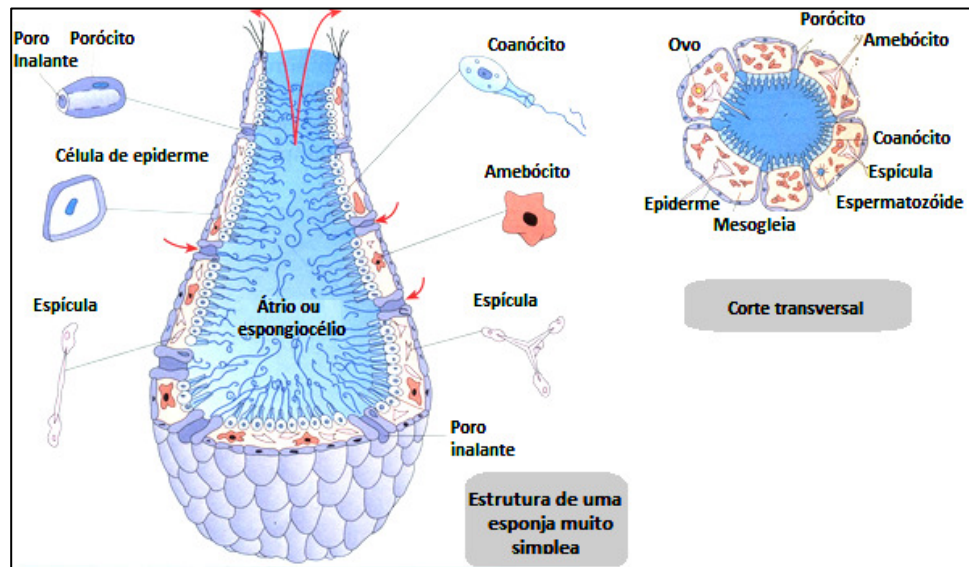 Poro
Inalante
Porócito
Célula de epiderme
Espícula
Átrio ou
espongiocélio
Coanócito
Amebócito
Espícula
Poro
inalante
Estrutura de uma
esponja muito
simplea
Porócito
Ovo
Amebócito
Coanócito
Espícula
Epiderme
Espermatozóide
Mesogleia
Corte transversal